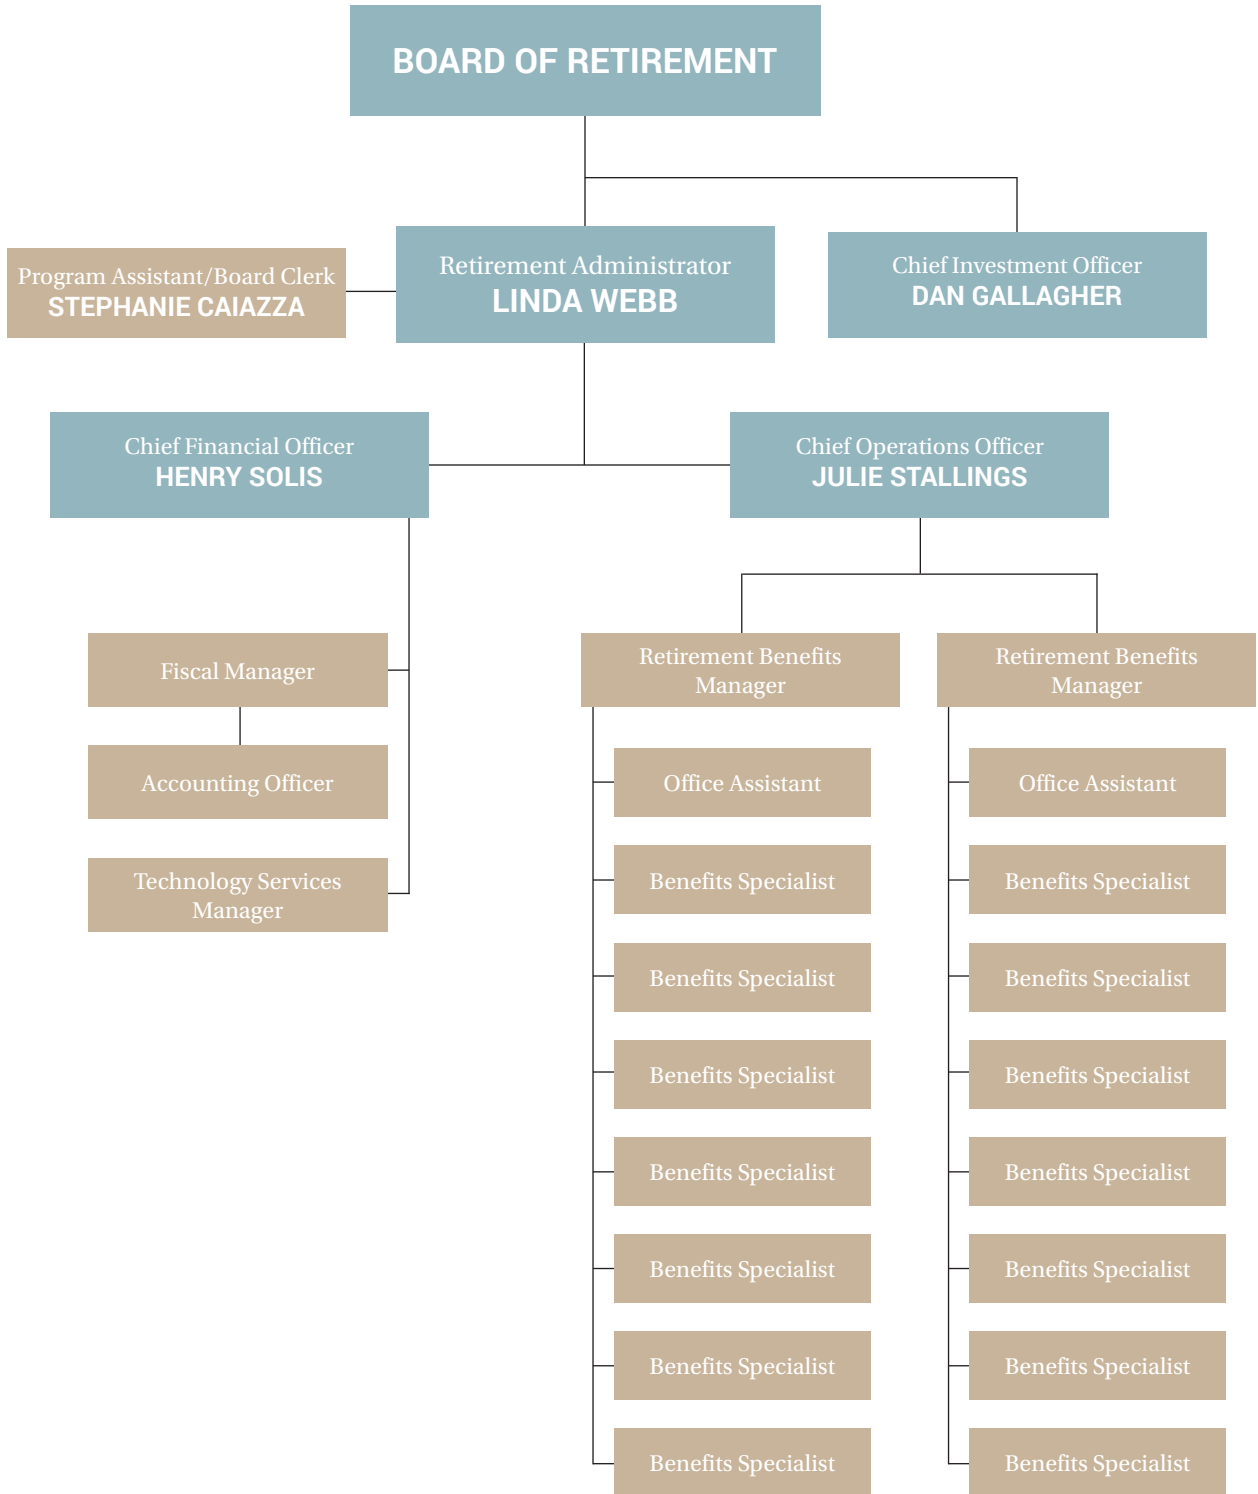 BOARD OF RETIREMENT
Program Assistant/Board Clerk
STEPHANIE CAIAZZA
Retirement Administrator
LINDA WEBB
Chief Investment Officer
DAN GALLAGHER
Chief Financial Officer
HENRY SOLIS
Chief Operations Officer
JULIE STALLINGS
Fiscal Manager
Accounting Officer
Technology Services
Manager
Retirement Benefits
Manager
Office Assistant
Benefits Specialist
Benefits Specialist
Benefits Specialist
Benefits Specialist
Benefits Specialist
Benefits Specialist
Benefits Specialist
Retirement Benefits
Manager
Office Assistant
Benefits Specialist
Benefits Specialist
Benefits Specialist
Benefits Specialist
Benefits Specialist
Benefits Specialist
Benefits Specialist